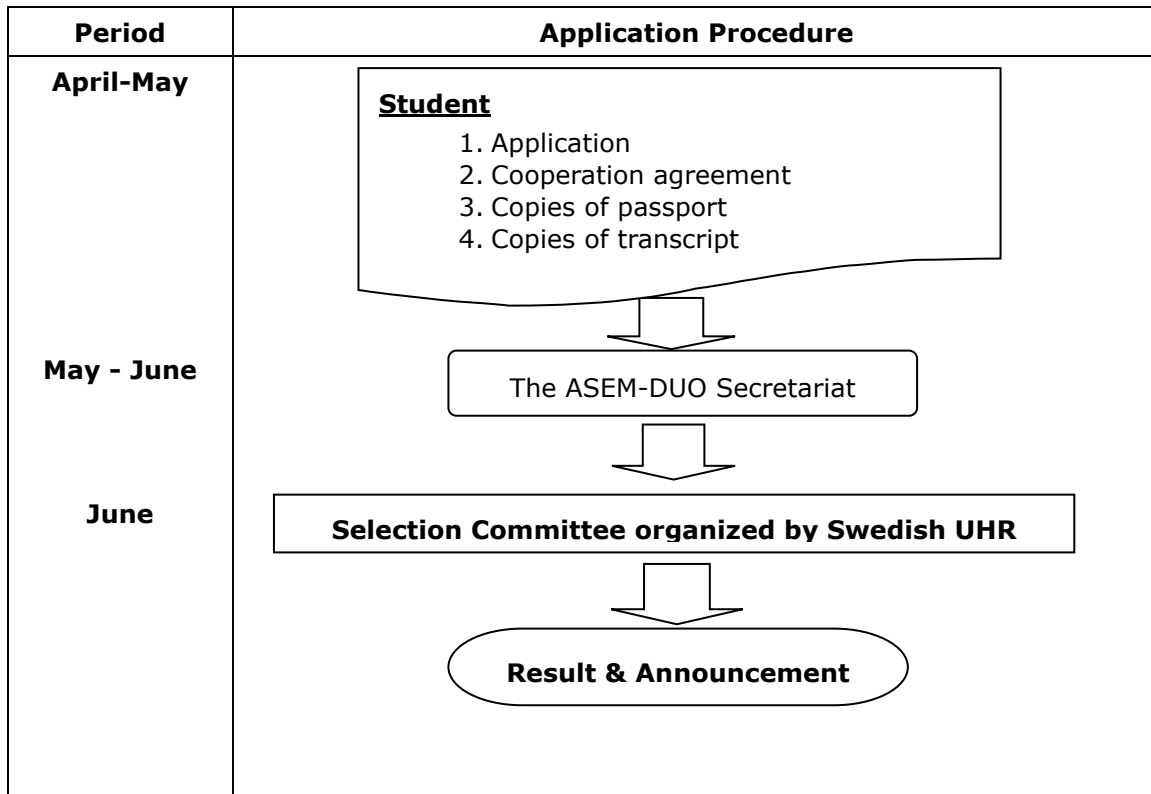 Period
Application Procedure
April-May
Student
1. Application
2. Cooperation agreement
3. Copies of passport
4. Copies of transcript
May - June
The ASEM-DUO Secretariat
June
Selection Committee organized by Swedish UHR
Result & Announcement